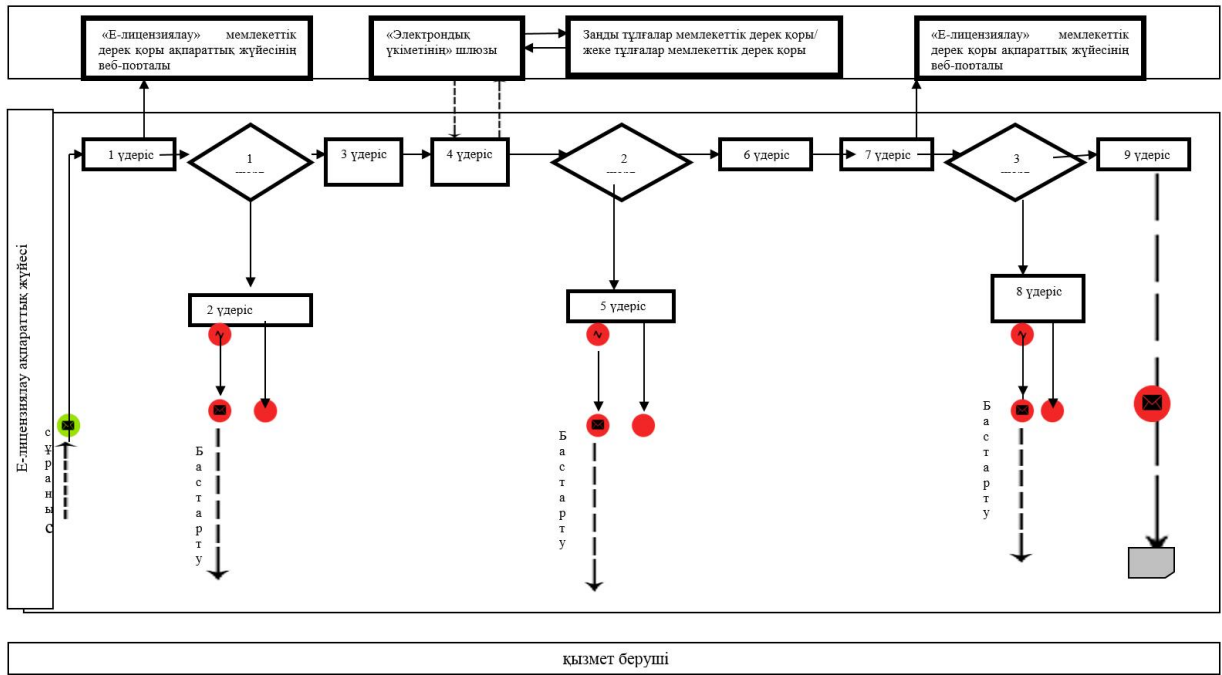 «Е-лицензиялау» мемлекеттік
дерек қоры ақпараттық жүйесінің
веб-порталы
«Электрондық
үкіметінің» шлюзы
Заңды тұлғалар мемлекеттік дерек қоры/
жеке тұлғалар мемлекеттік дерек қоры
«Е-лицензиялау» мемлекеттік
дерек қоры ақпараттық жүйесінің
веб-порталы
Е-лицензиялау ақпараттық жүйесі
1 үдеріс
1
3 үдеріс
4 үдеріс
2
6 үдеріс
7 үдеріс
3
9 үдеріс
2 үдеріс
5 үдеріс
8 үдеріс
сұраныс
Бастарту
Бастарту
Бастарту
қызмет беруші